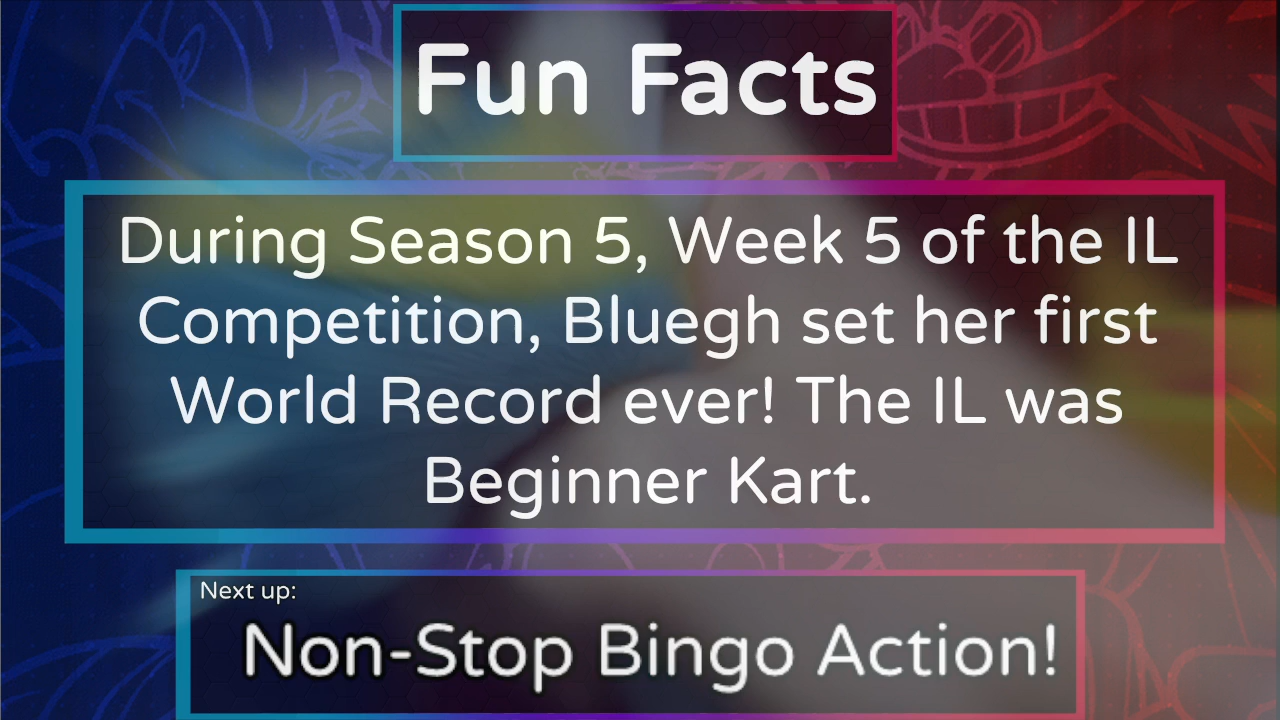 Fun Facts
During Season 5, Week 5 of the IL
Competition, Bluegh set her first
World Record ever! The IL was
Beginner Kart.
Next up:
Non-Stop Bingo Action!